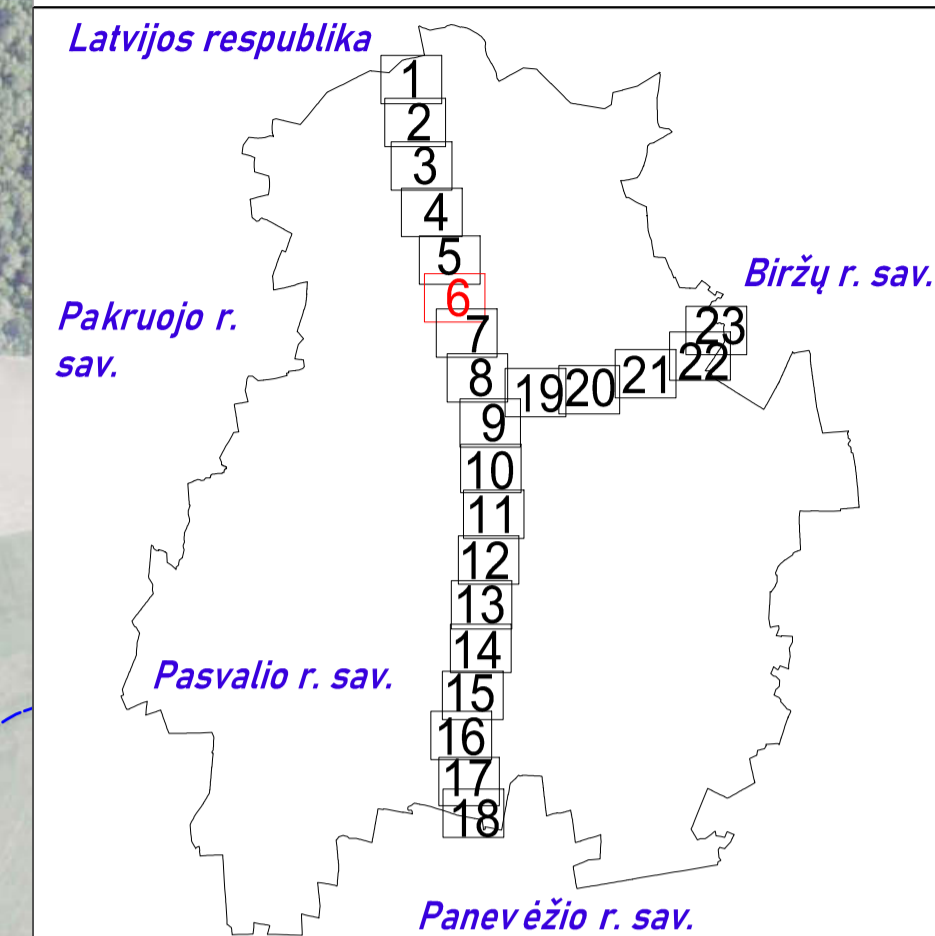 Latvijos respublika
1
2
3
4
5
6
Biržų r. sav.
Pakruojo r.
sav.
7
23
22
8
19 20 21
9
10
11
12
13
14
Pasvalio r. sav.
15
16
17
18
Panevėžio r. sav.